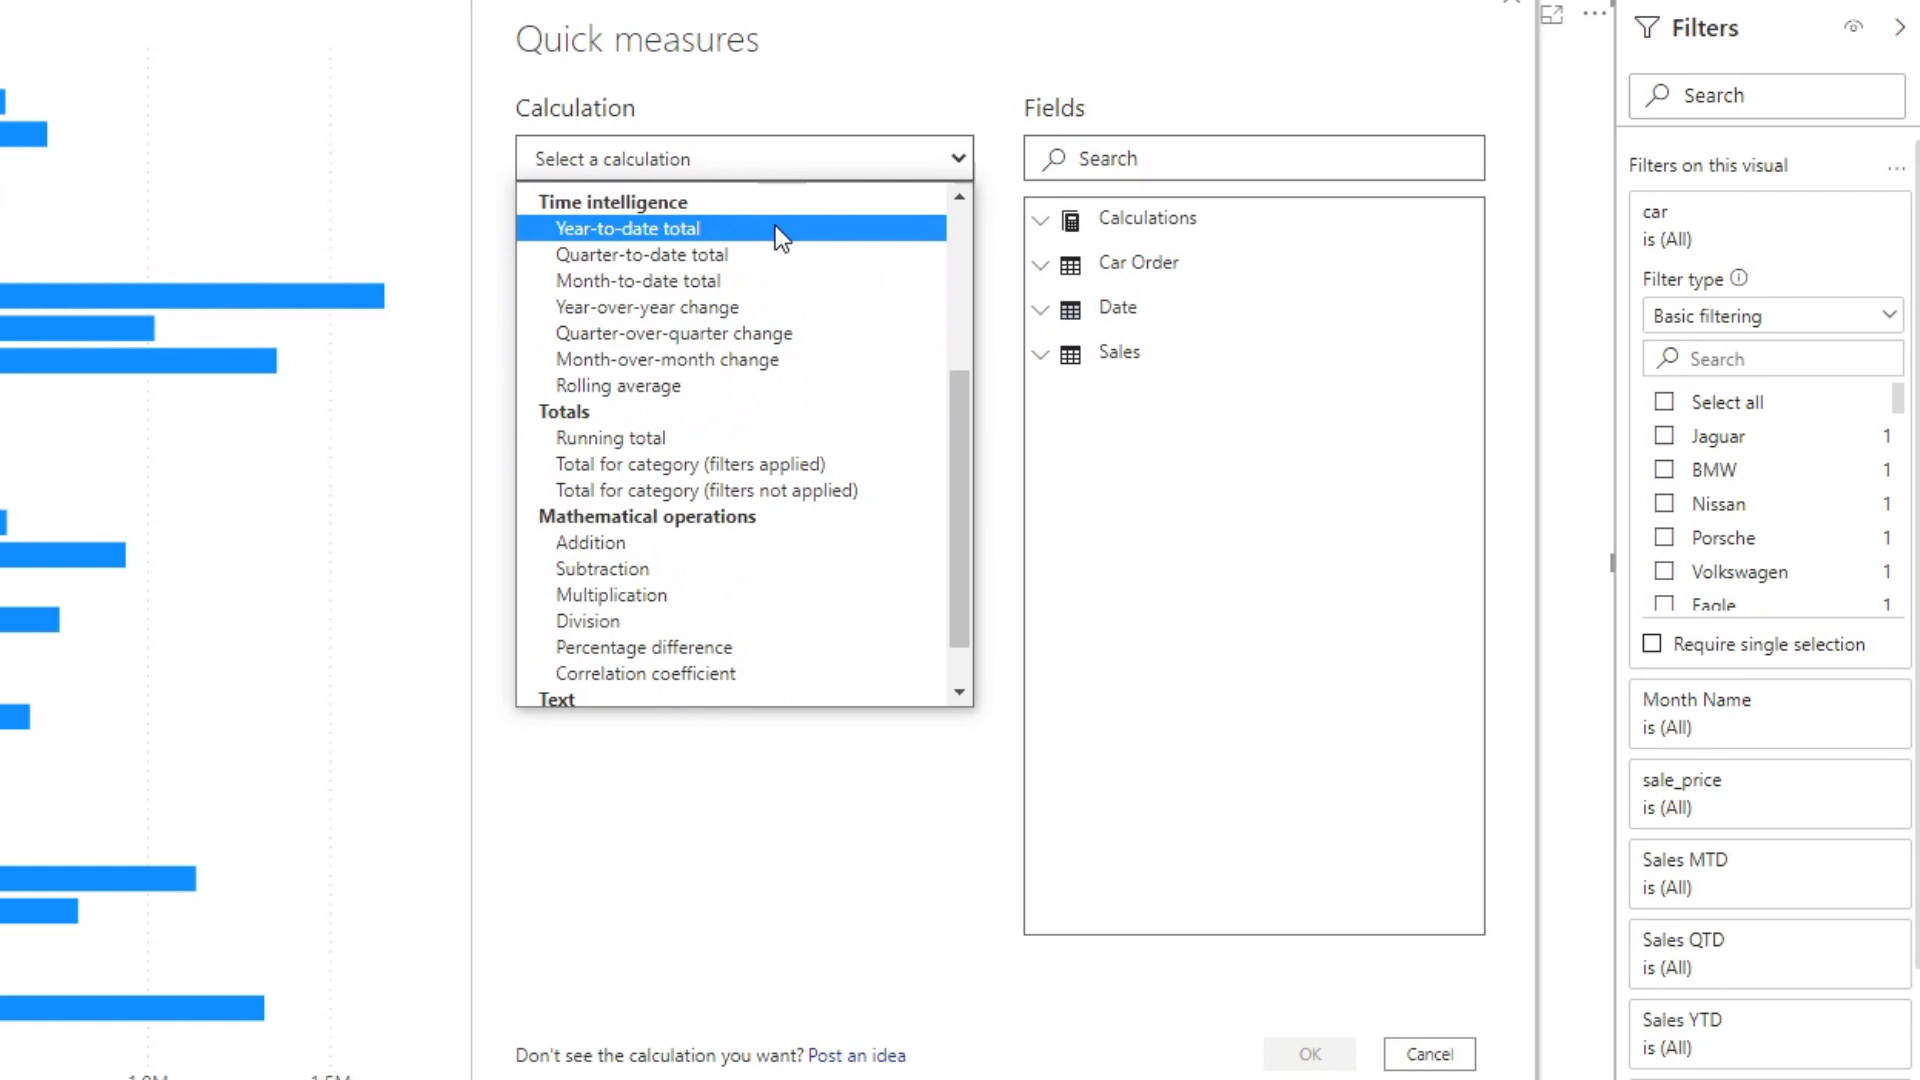 Quick measures
Calculation
Select a calculation
Time intelligence
Year-to-date total
Quarter-to-date total
Month-to-date total
Year-over-year change
Quarter-over-quarter change
Month-over-month change
Rolling average
Totals
Running total
Total for category (filters applied)
Total for category (filters not applied)
Mathematical operations
Addition
Subtraction
Multiplication
Division
Percentage difference
Correlation coefficient
Text
Fields
Search
Calculations
Car Order
Date
Sales
Don't see the calculation you want? Post an idea
OK
Cancel
Filters
Search
Filters on this visual
car
is (All)
Filter type
Basic filtering
Search
Select all
Jaguar 1
BMW 1
Nissan 1
Porsche 1
Volkswagen 1
Eagle 1
Require single selection
Month Name
is (All)
sale_price
is (All)
Sales MTD
is (All)
Sales QTD
is (All)
Sales YTD
is (All)